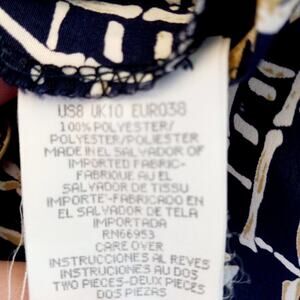 US8 UK10 EURO38
100% POLYESTER/
POLYESTER/POLIESTER
MADE IN EL SALVADOR OF
IMPORTED FABRIC-
FABRIQUE AU EL
SALVADOR DE TISSU
IMPORTE-FABRICADO EN
EL SALVADOR DE TELA
IMPORTADA
RN66953
CARE OVER
INSTRUCCIONES AL REVES
INSTRUCTIONS AU DOS
TWO PIECES-DEUX PIECES
DOS PIEZAS